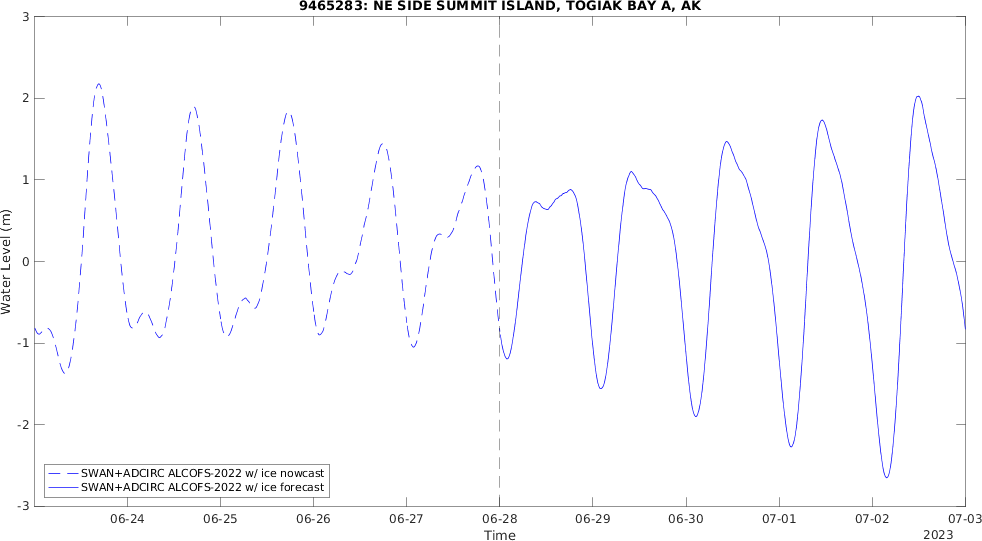 9465283: NE SIDE SUMMIT ISLAND, TOGIAK BAY A, AK
3
2
1
0
-1
-2
-3
Water Level (m)
SWAN+ADCIRC ALCOFS-2022 w/ ice nowcast
SWAN+ADCIRC ALCOFS-2022 w/ ice forecast
06-24 06-25 06-26 06-27 06-28 06-29 06-30 07-01 07-02 07-03
Time
2023